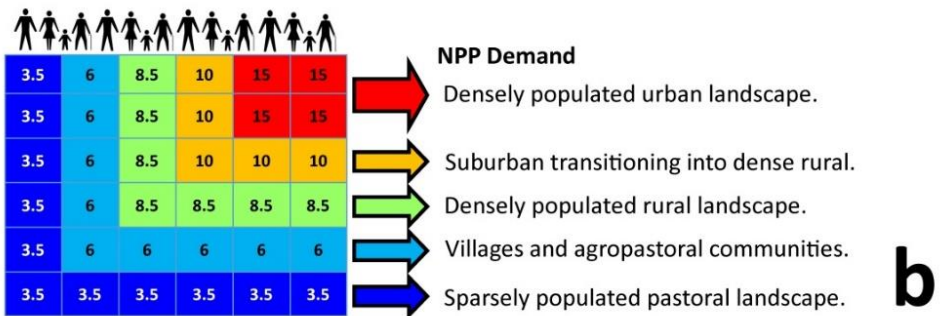 NPP Demand
3.5 6 8.5 10 15 15
Densely populated urban landscape.
3.5 6 8.5 10 15 15
3.5 6 8.5 10 10 10
Suburban transitioning into dense rural.
3.5 6 8.5 8.5 8.5 8.5
Densely populated rural landscape.
3.5 6 6 6 6 6
Villages and agropastoral communities.
3.5 3.5 3.5 3.5 3.5 3.5
Sparsely populated pastoral landscape.
b